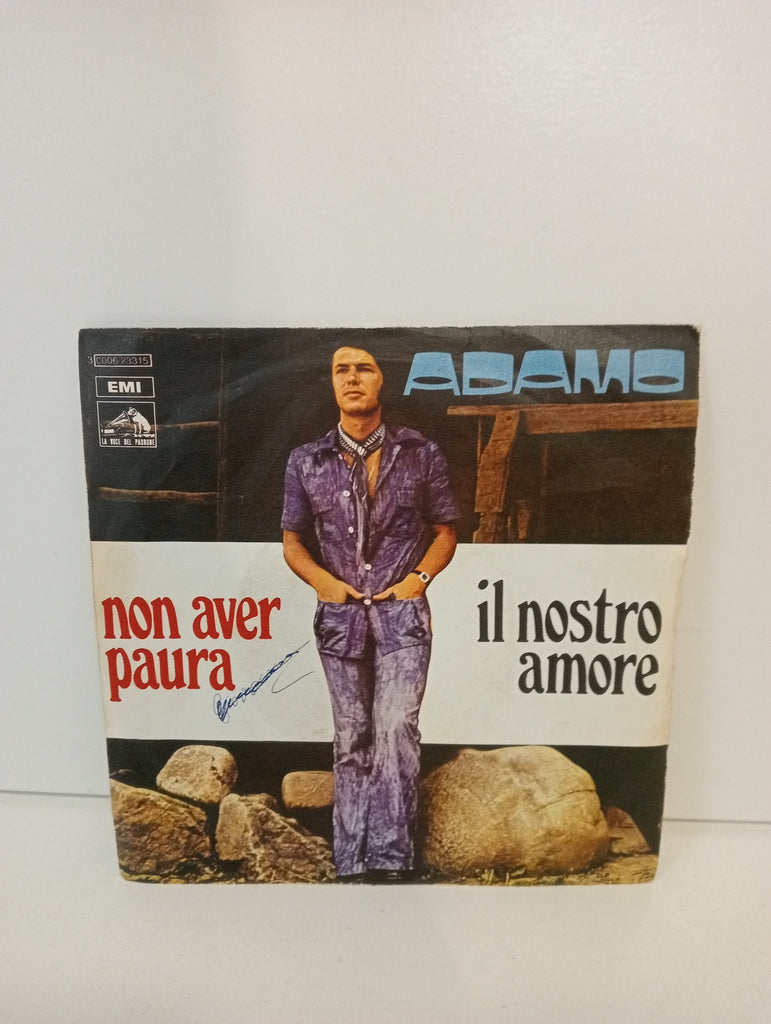 3C006-23315
EMI
LA VOCE DEL PADRONE
ADAMO
non aver
paura
il nostro
amore